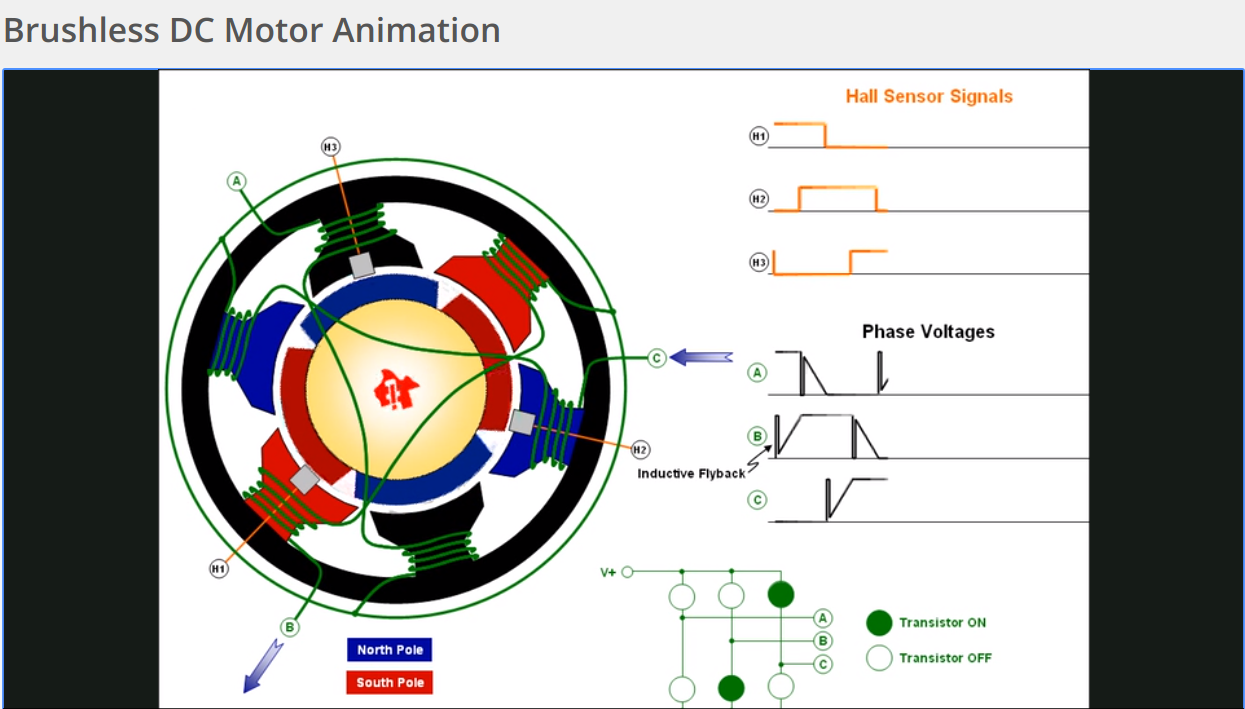 Brushless DC Motor Animation
Hall Sensor Signals
H1
H2
H3
Phase Voltages
A
B
Inductive Flyback
C
H3
A
C
H2
H1
B
North Pole
South Pole
V+
A
B
C
Transistor ON
Transistor OFF